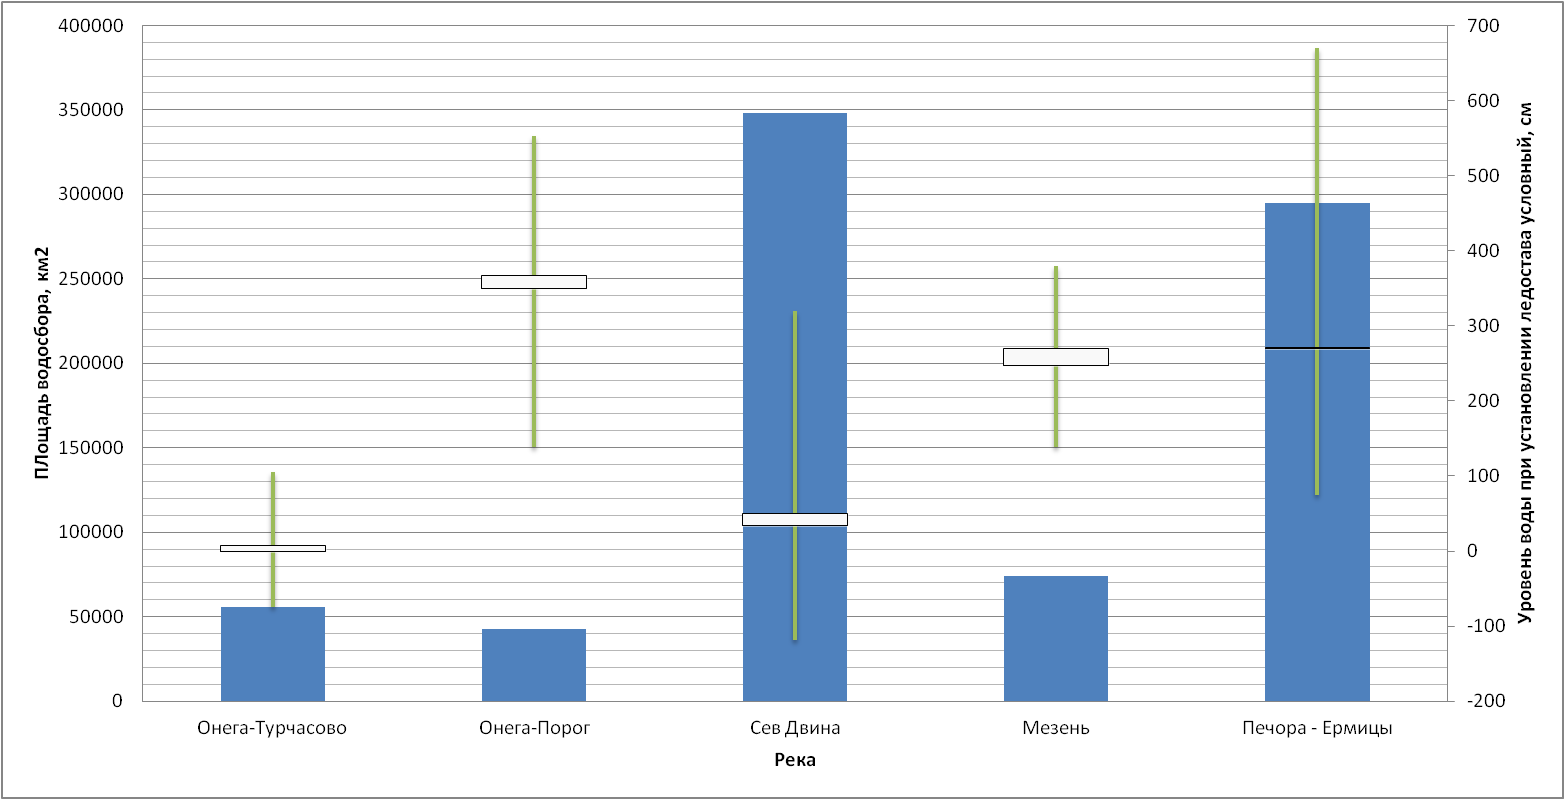 400000
350000
300000
250000
200000
150000
100000
50000
0
ПЛощадь водосбора, км2
700
600
500
400
300
200
100
0
-100
-200
Уровень воды при установлении ледостава условный, см
Онега-Турчасово
Онега-Порог
Сев Двина
Мезень
Печора - Ермицы
Река